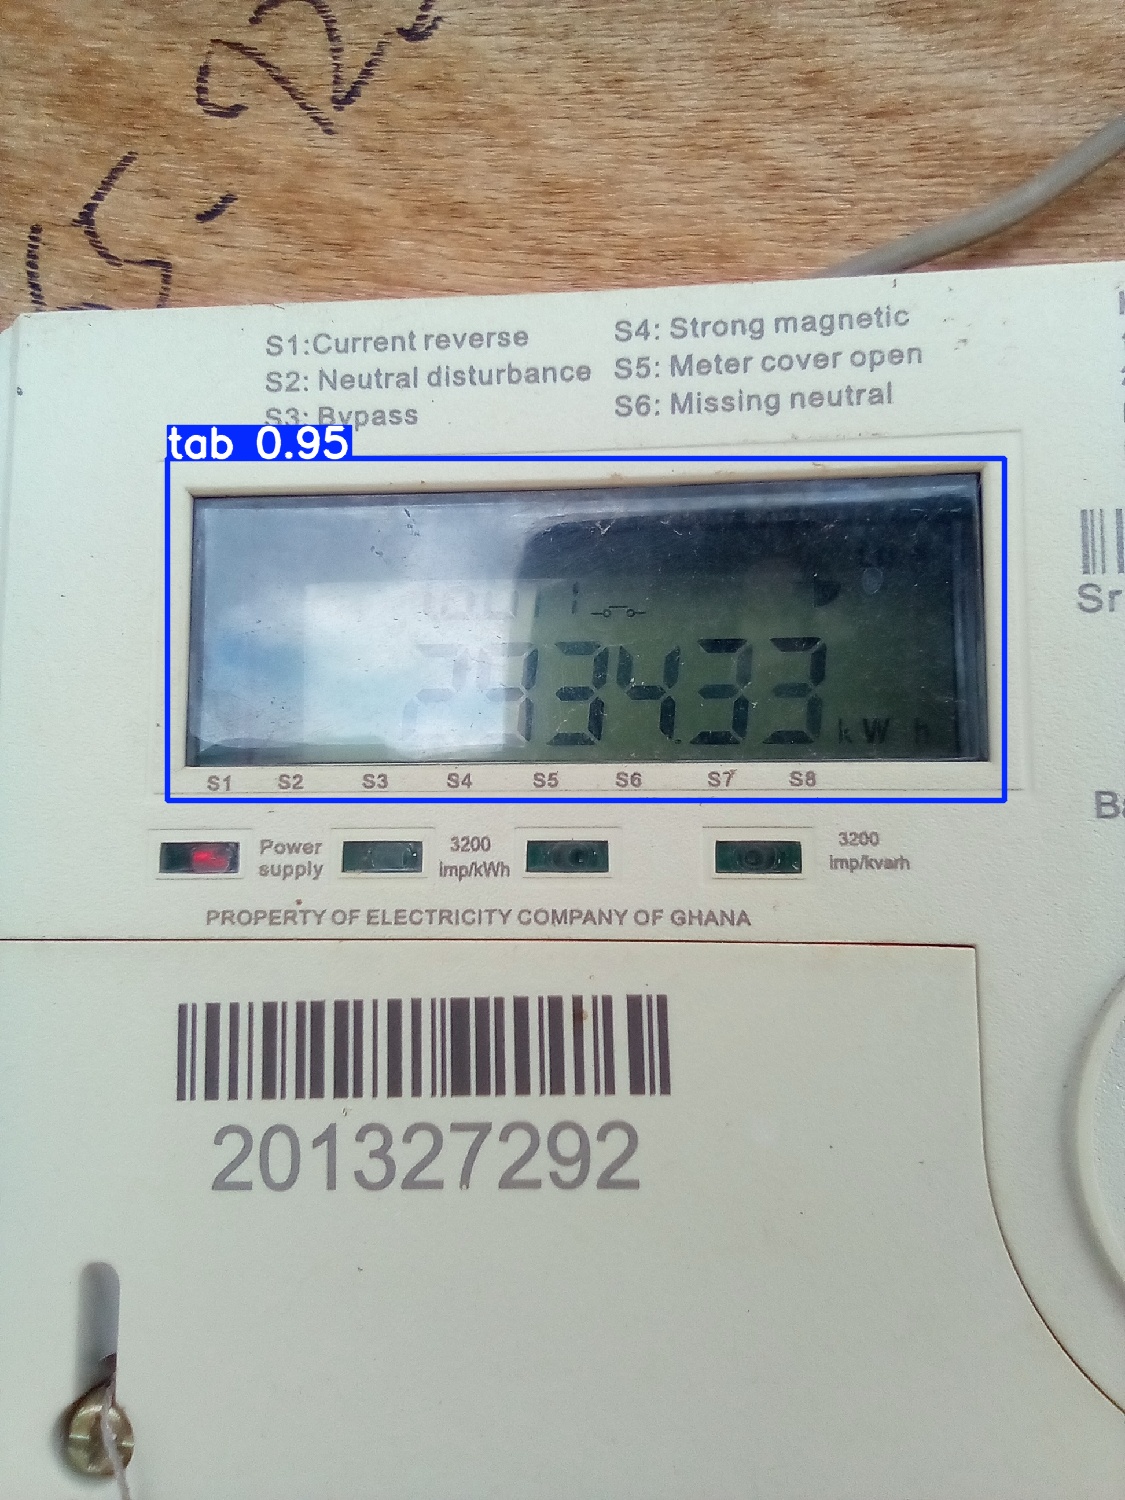 S1:Current reverse
S2: Neutral disturbance
S3: Bypass
S4: Strong magnetic
S5: Meter cover open
S6: Missing neutral
tab 0.95
kWh
S1 S2 S3 S4 S5 S6 S7 S8
Power supply
3200 imp/kWh
3200 imp/kvarh
PROPERTY OF ELECTRICITY COMPANY OF GHANA
Sr
201327292